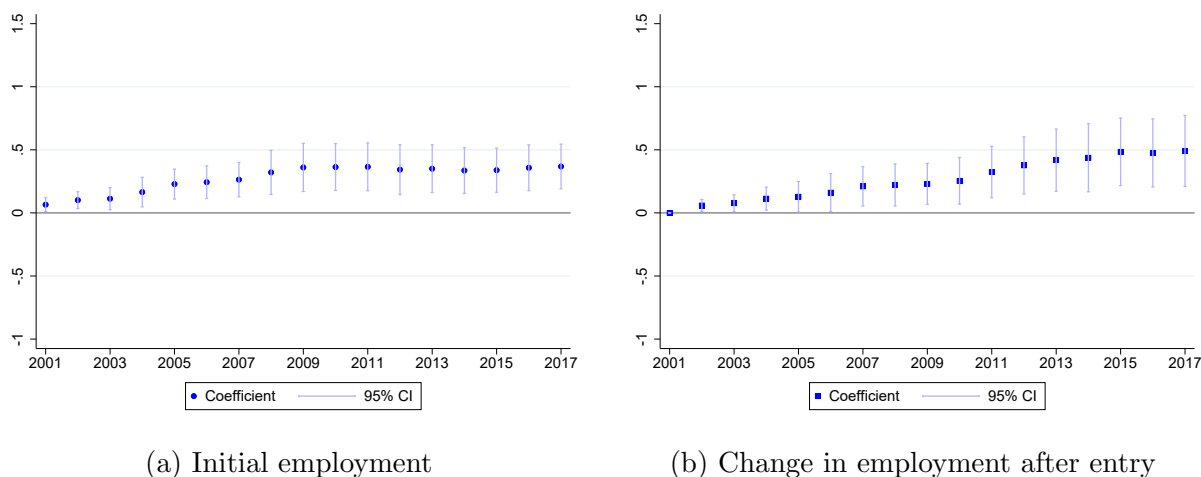 1.5
1
.5
0
-.5
-1
2001 2003 2005 2007 2009 2011 2013 2015 2017
Coefficient 95% CI
(a) Initial employment
1.5
1
.5
0
-.5
-1
2001 2003 2005 2007 2009 2011 2013 2015 2017
Coefficient 95% CI
(b) Change in employment after entry